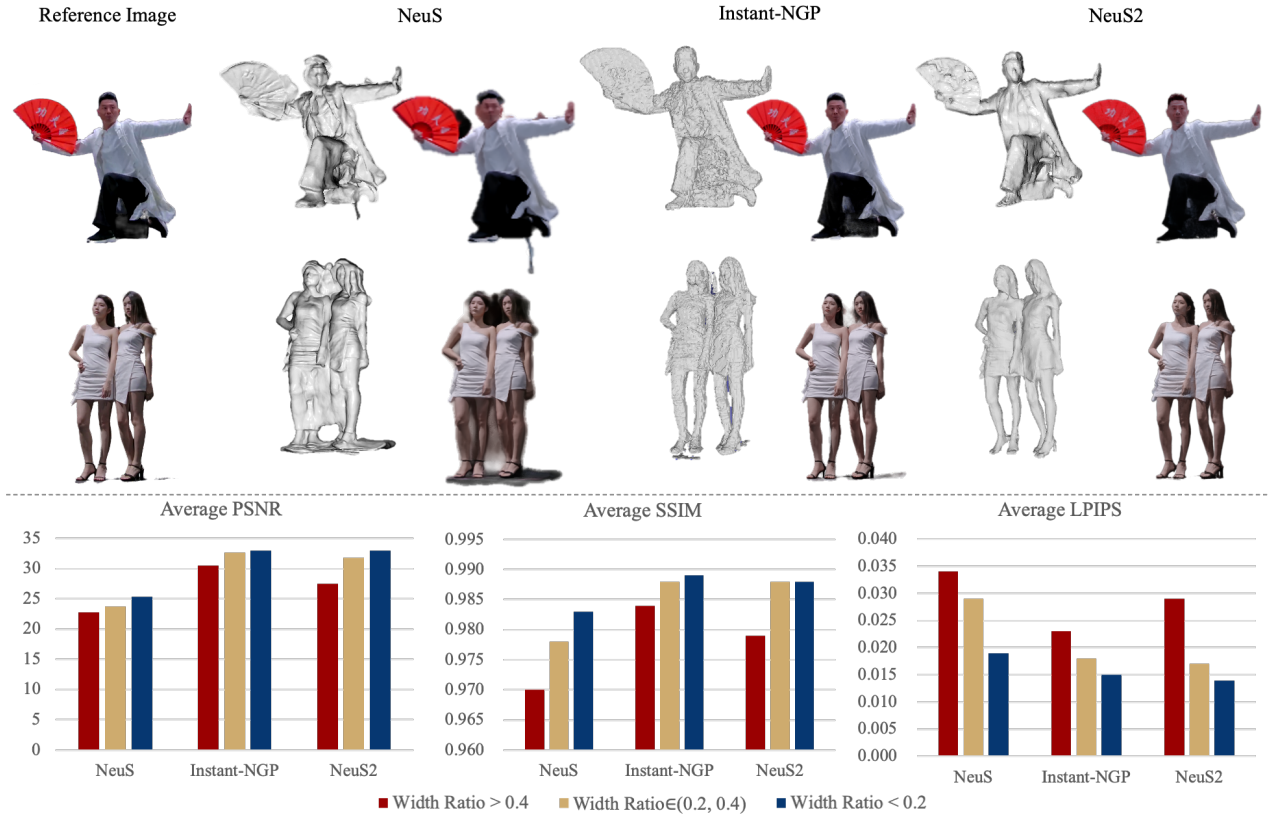 Reference Image
NeuS
Instant-NGP
NeuS2
Average PSNR
35
30
25
20
15
10
5
0
NeuS
Instant-NGP
NeuS2
Average SSIM
0.995
0.990
0.985
0.980
0.975
0.970
0.965
0.960
NeuS
Instant-NGP
NeuS2
Average LPIPS
0.040
0.035
0.030
0.025
0.020
0.015
0.010
0.005
0.000
NeuS
Instant-NGP
NeuS2
Width Ratio > 0.4
Width Ratio∈(0.2, 0.4)
Width Ratio < 0.2